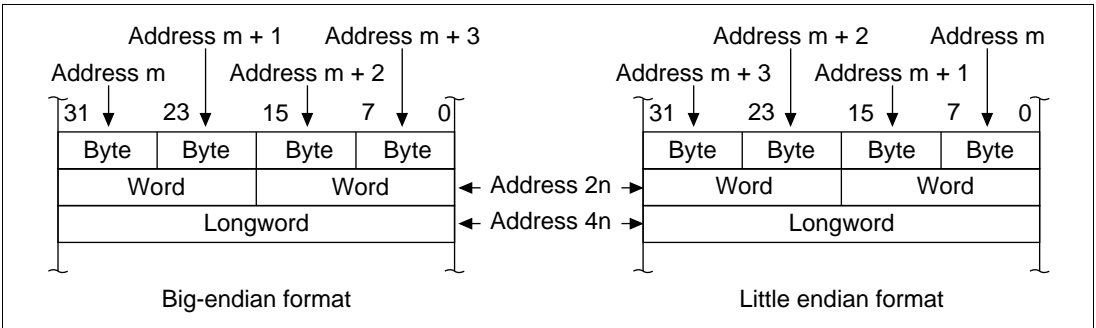 Address m + 1 Address m + 3 Address m + 2 Address m
Address m Address m + 2 Address m + 3 Address m + 1
31 23 15 7 0 31 23 15 7 0
Byte Byte Byte Byte Byte Byte Byte Byte
Word Word Address 2n Word Word
Longword Address 4n Longword
Big-endian format Little endian format